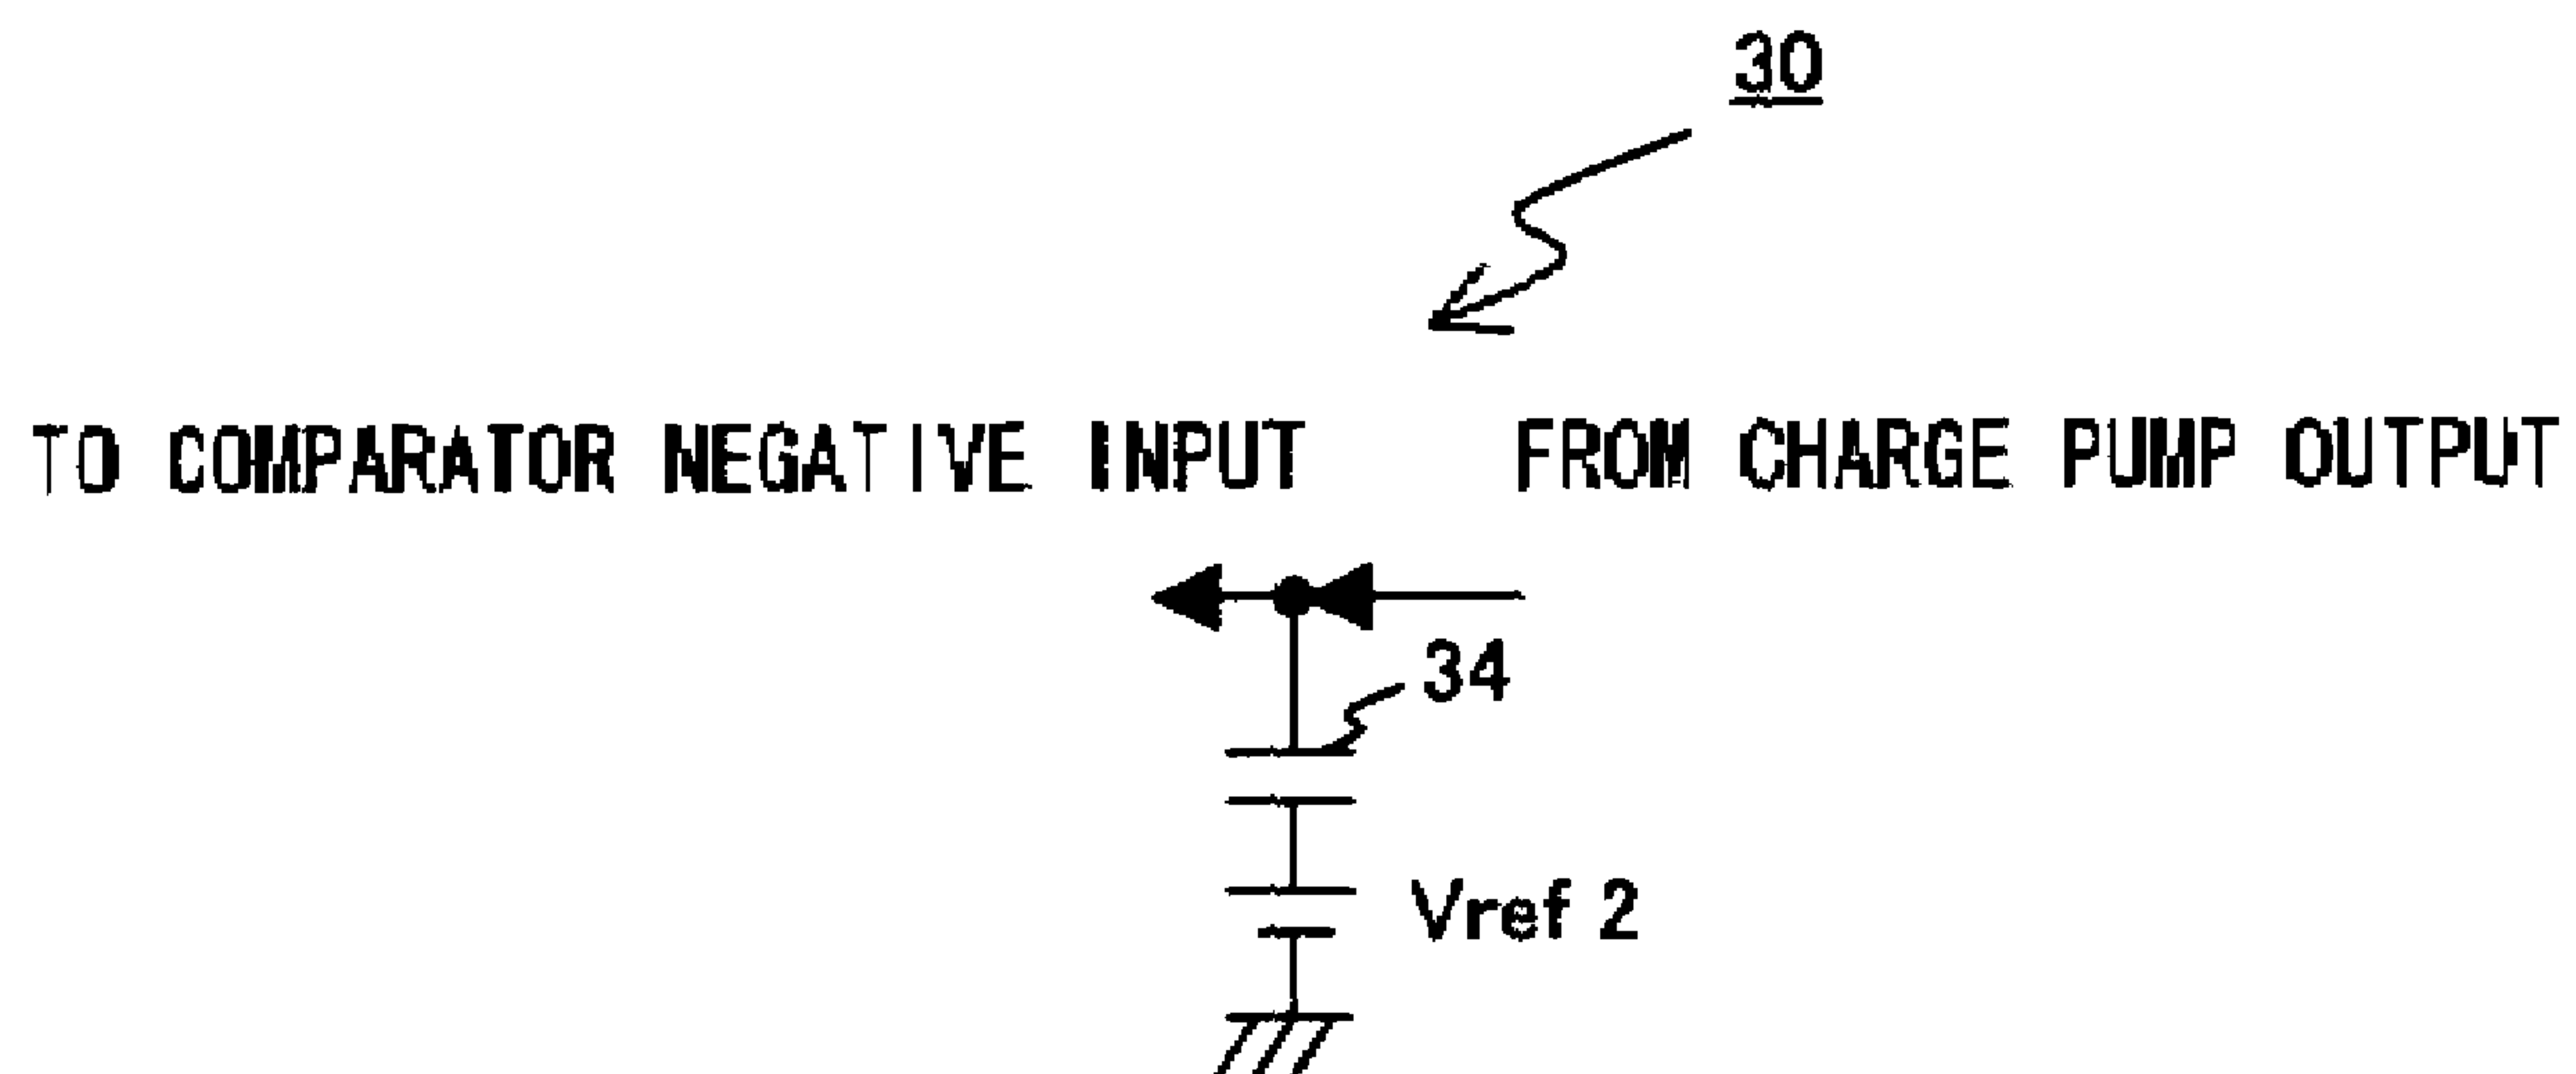 30
TO COMPARATOR NEGATIVE INPUT FROM CHARGE PUMP OUTPUT
34
Vref 2